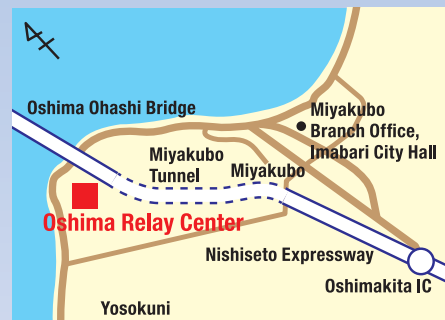 Oshima Ohashi Bridge
Miyakubo
Branch Office,
Imabari City Hall
Miyakubo
Tunnel
Miyakubo
Oshima Relay Center
Nishiseto Expressway
Oshimakita IC
Yosokuni